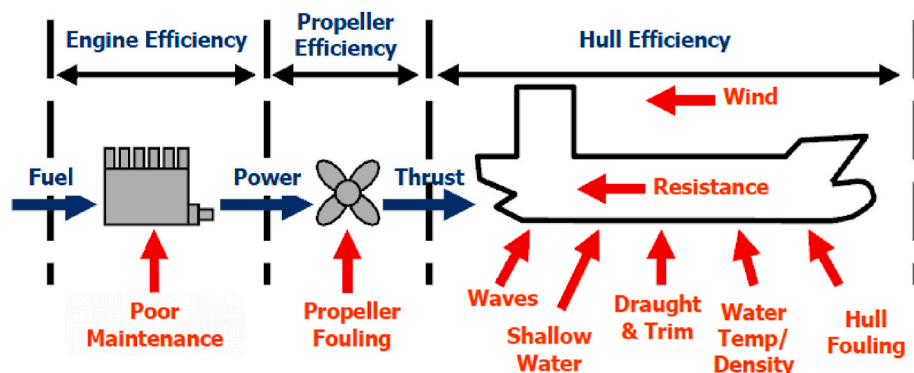 Engine Efficiency
Propeller
Efficiency
Hull Efficiency
Wind
Fuel
Power
Thrust
Resistance
Poor
Maintenance
Propeller
Fouling
Waves
Shallow
Water
Draught
& Trim
Water
Temp/
Density
Hull
Fouling